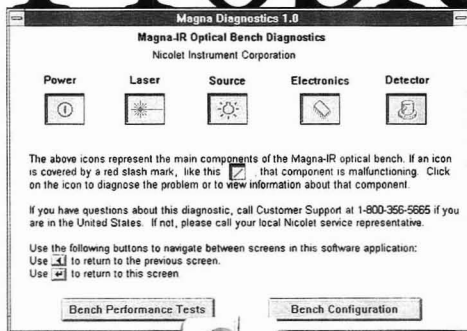 Magna Diagnostics 1.0
Magna-IR Optical Bench Diagnostics
Nicolet Instrument Corporation
Power Laser Source Electronics Detector
The above icons represent the main components of the Magna-IR optical bench. If an icon
is covered by a red slash mark, like this , that component is malfunctioning. Click
on the icon to diagnose the problem or to view information about that component.
If you have questions about this diagnostic, call Customer Support at 1-800-356-5665 if you
are in the United States. If not, please call your local Nicolet service representative.
Use the following buttons to navigate between screens in this software application:
Use to return to the previous screen.
Use to return to this screen
Bench Performance Tests Bench Configuration